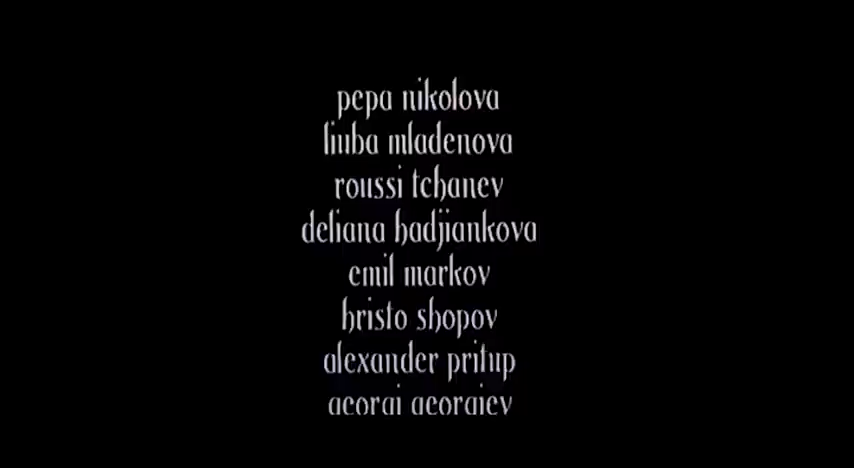 pepa nikolova
liuba mladenova
roussi tchanev
deliana hadjiankova
emil markov
hristo shopov
alexander pritup
georgi georgiev